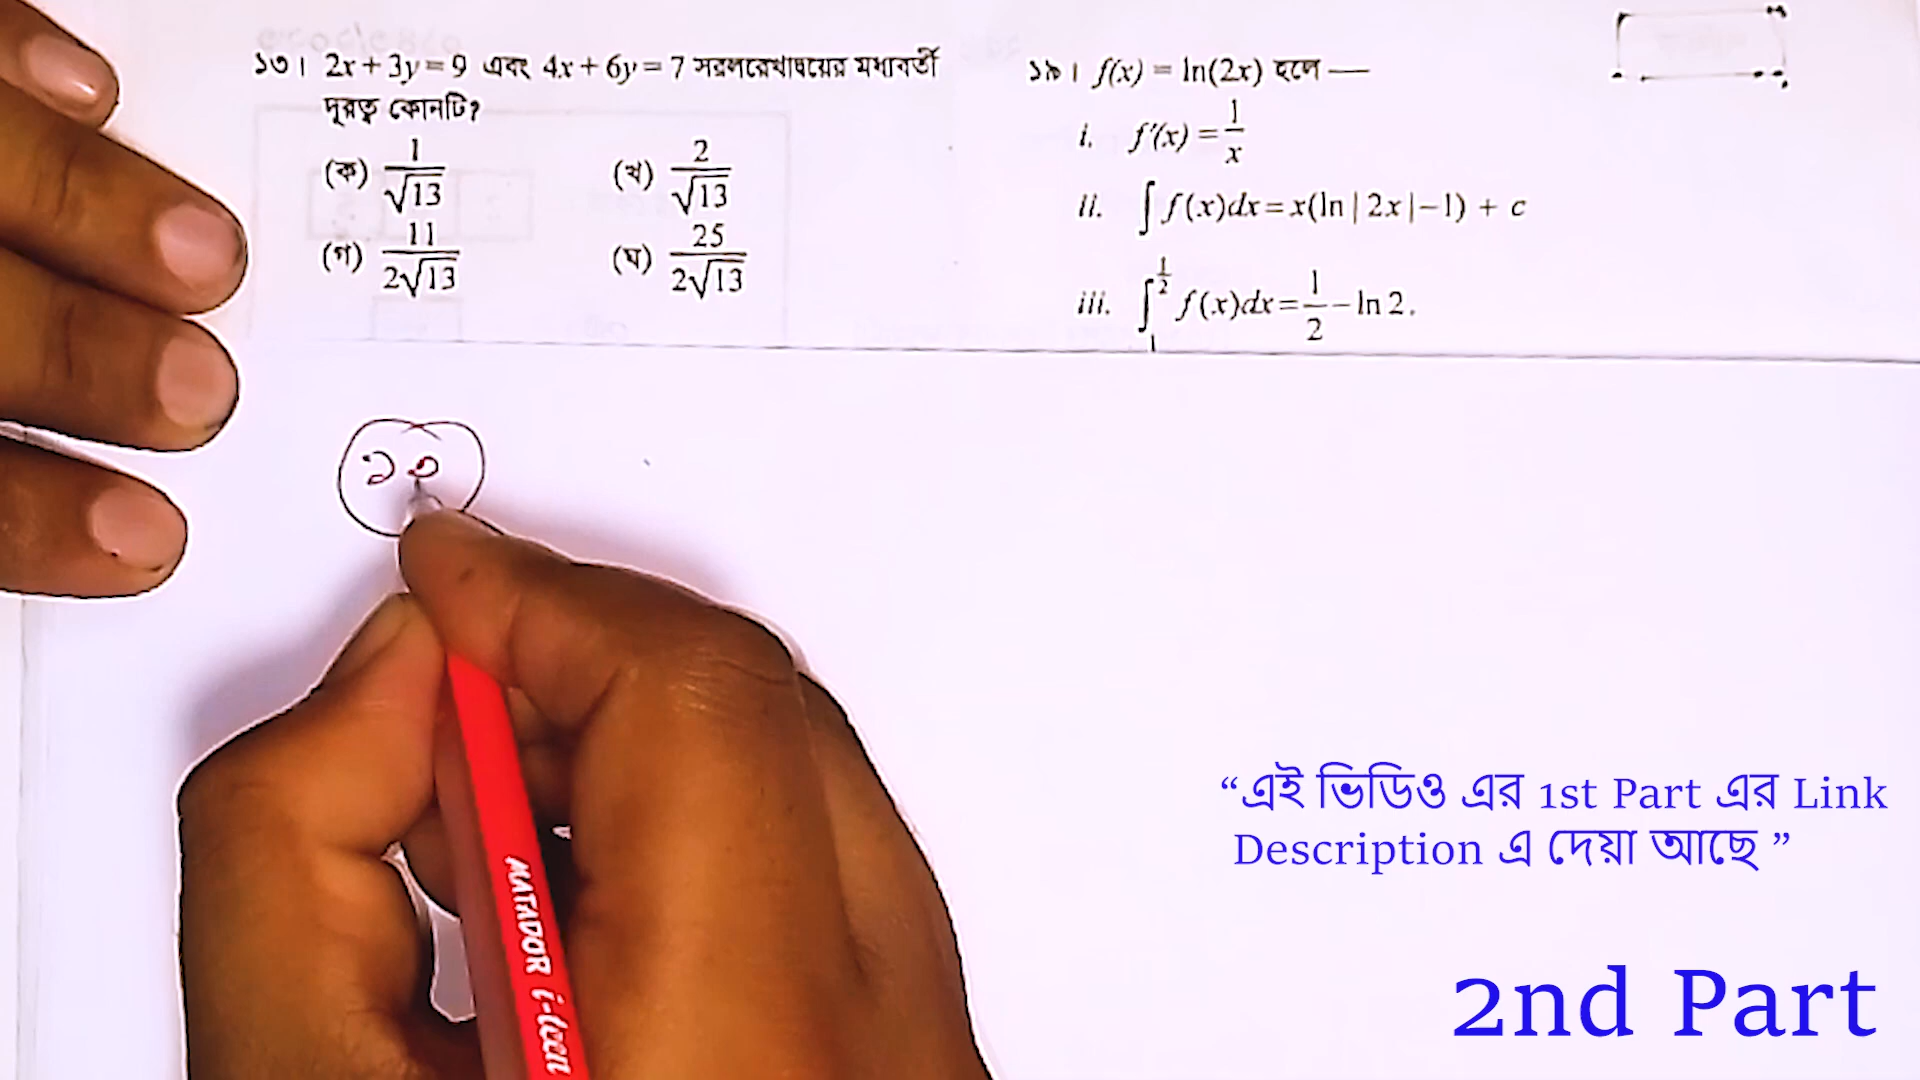 ১৩। 2x + 3y = 9 এবং 4x + 6y = 7 সরলরেখাদ্বয়ের মধ্যবর্তী
দূরত্ব কোনটি?
(ক) 1/√13 (খ) 2/√13
(গ) 11/2√13 (ঘ) 25/2√13
১৯। f(x) = ln(2x) হলে —
i. f′(x) = 1/x
ii. ∫ f(x)dx = x(ln | 2x | −1) + c
iii. ∫₁^(1/2) f(x)dx = 1/2 − ln 2.
১৩
MATADOR i-teen
“এই ভিডিও এর 1st Part এর Link
Description এ দেয়া আছে ”
2nd Part